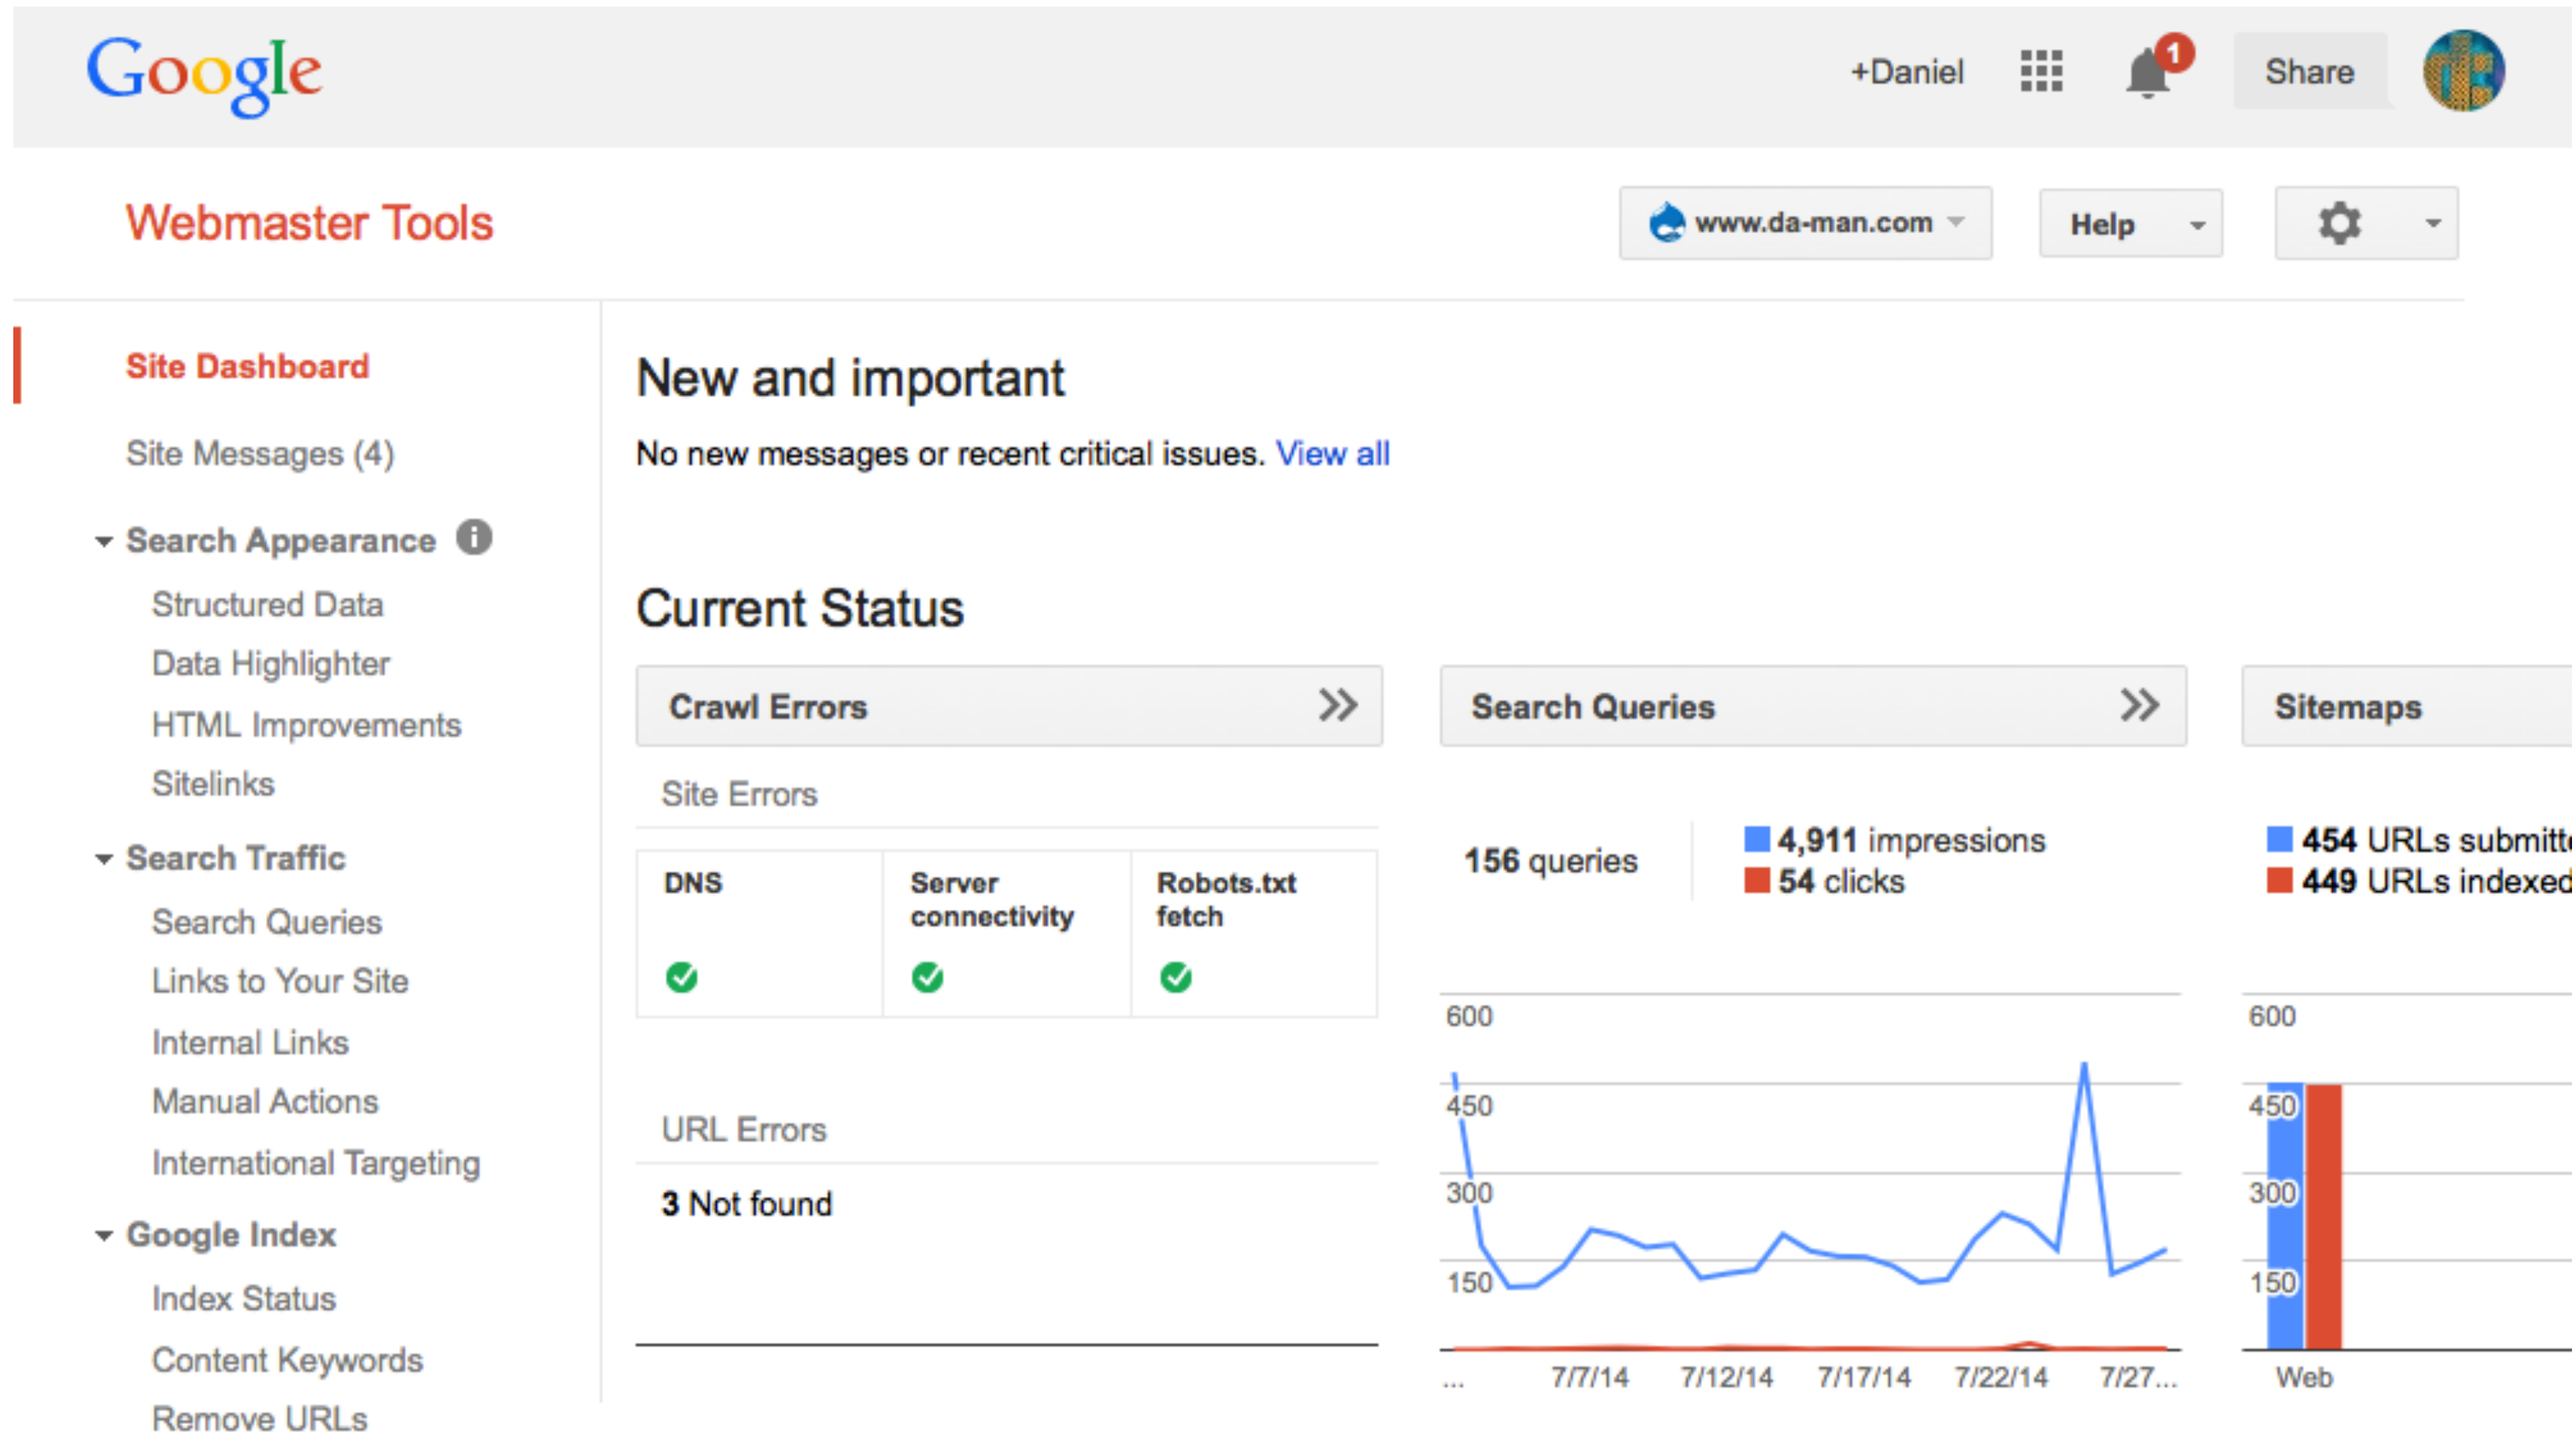 Google
+Daniel
1
Share
Webmaster Tools
www.da-man.com
Help
Site Dashboard
Site Messages (4)
Search Appearance
Structured Data
Data Highlighter
HTML Improvements
Sitelinks
Search Traffic
Search Queries
Links to Your Site
Internal Links
Manual Actions
International Targeting
Google Index
Index Status
Content Keywords
Remove URLs
New and important
No new messages or recent critical issues. View all
Current Status
Crawl Errors
Site Errors
DNS
Server
connectivity
Robots.txt
fetch
URL Errors
3 Not found
Search Queries
156 queries
4,911 impressions
54 clicks
600
450
300
150
... 7/7/14 7/12/14 7/17/14 7/22/14 7/27...
Sitemaps
454 URLs submitt
449 URLs indexed
600
450
300
150
Web